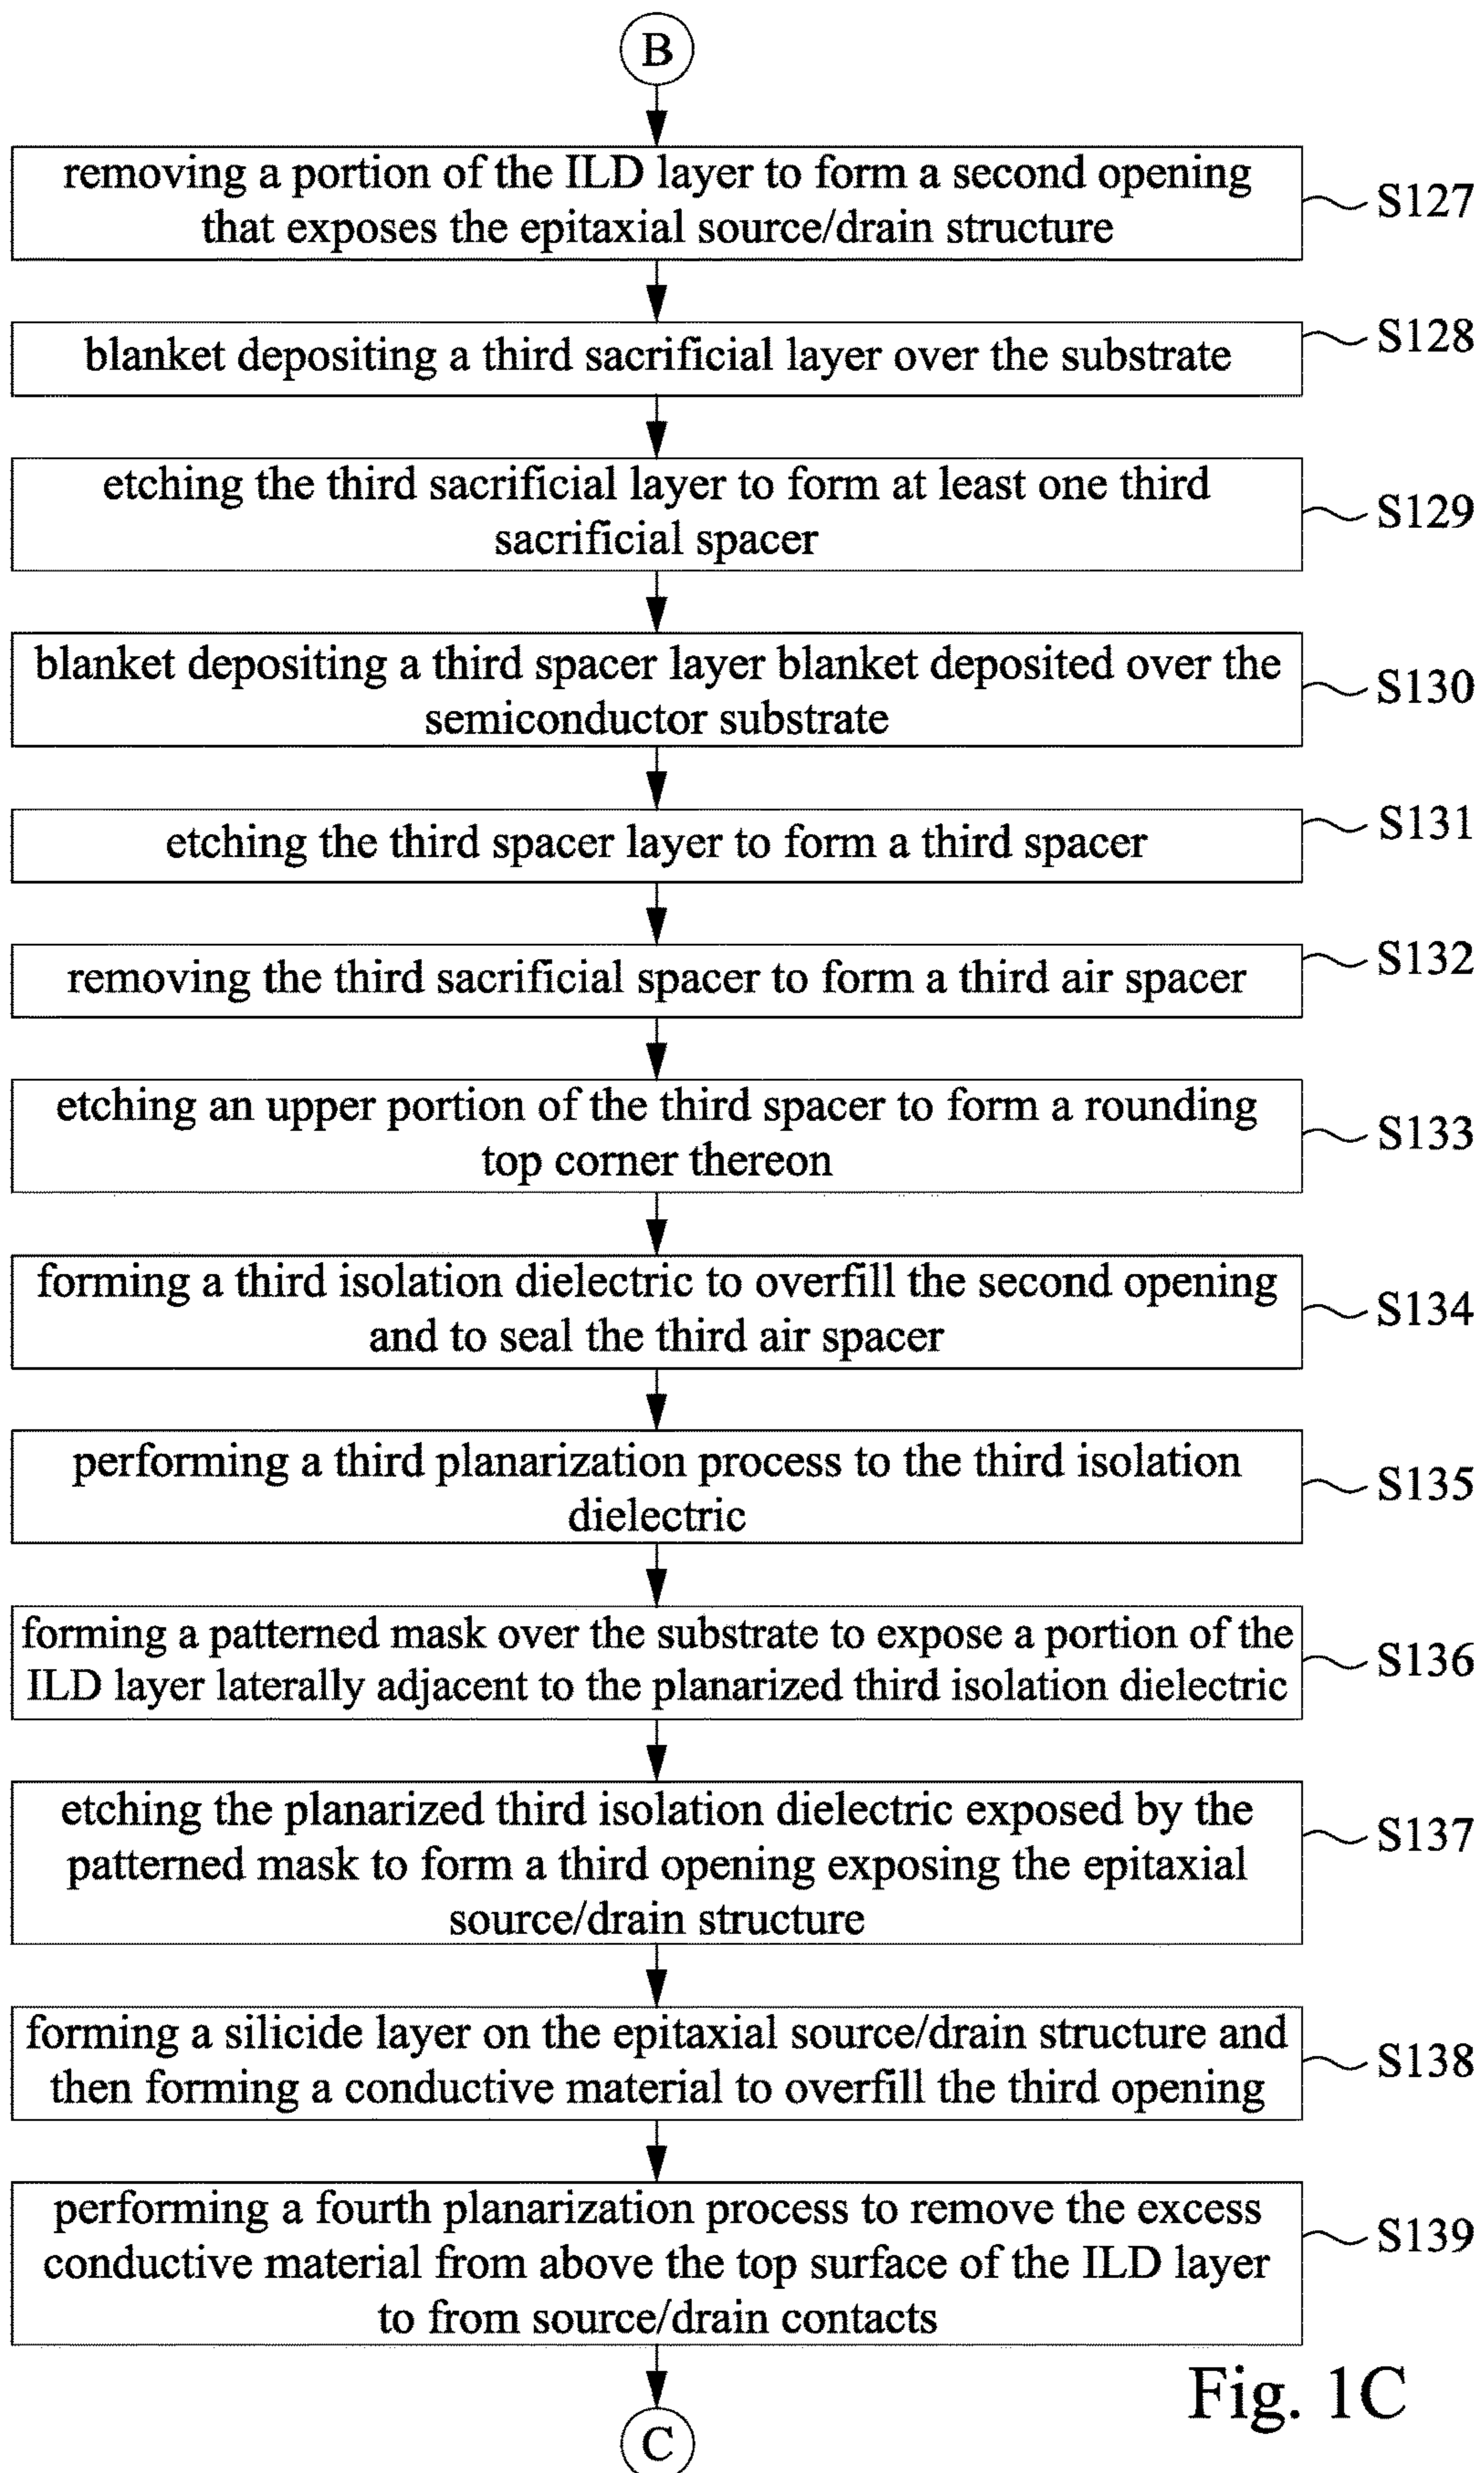 B
removing a portion of the ILD layer to form a second opening
that exposes the epitaxial source/drain structure
S127
blanket depositing a third sacrificial layer over the substrate
S128
etching the third sacrificial layer to form at least one third
sacrificial spacer
S129
blanket depositing a third spacer layer blanket deposited over the
semiconductor substrate
S130
etching the third spacer layer to form a third spacer
S131
removing the third sacrificial spacer to form a third air spacer
S132
etching an upper portion of the third spacer to form a rounding
top corner thereon
S133
forming a third isolation dielectric to overfill the second opening
and to seal the third air spacer
S134
performing a third planarization process to the third isolation
dielectric
S135
forming a patterned mask over the substrate to expose a portion of the
ILD layer laterally adjacent to the planarized third isolation dielectric
S136
etching the planarized third isolation dielectric exposed by the
patterned mask to form a third opening exposing the epitaxial
source/drain structure
S137
forming a silicide layer on the epitaxial source/drain structure and
then forming a conductive material to overfill the third opening
S138
performing a fourth planarization process to remove the excess
conductive material from above the top surface of the ILD layer
to from source/drain contacts
S139
Fig. 1C
C